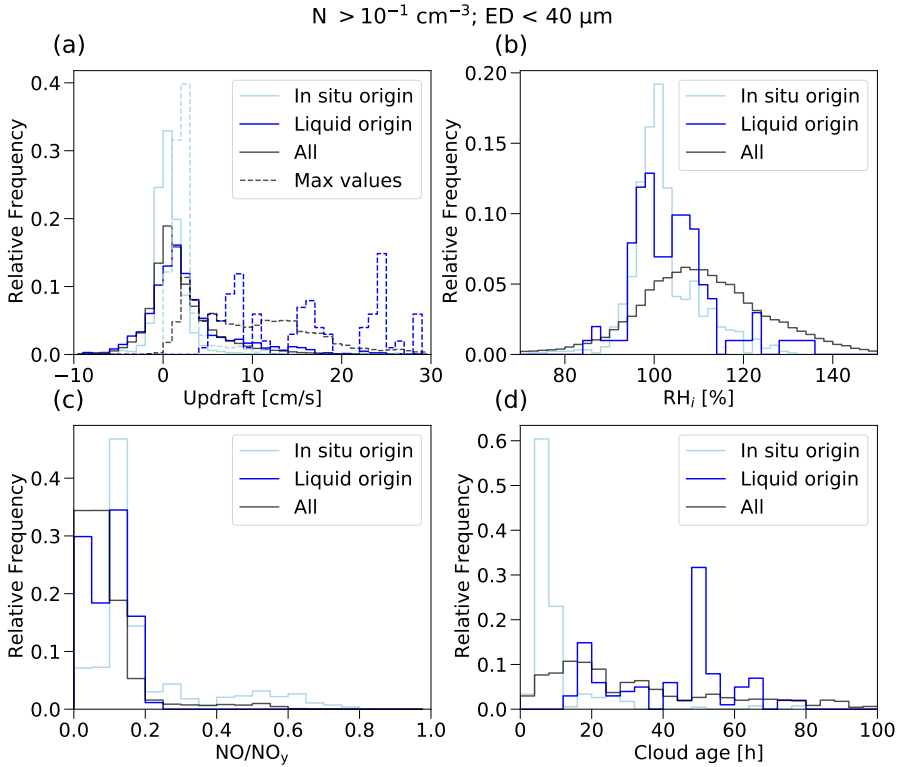 N > 10⁻¹ cm⁻³; ED < 40 µm
(a)
0.4
0.3
0.2
0.1
0.0
−10
0
10
20
30
Relative Frequency
Updraft [cm/s]
In situ origin
Liquid origin
All
Max values
(b)
0.20
0.15
0.10
0.05
0.00
80
100
120
140
Relative Frequency
RHᵢ [%]
In situ origin
Liquid origin
All
(c)
0.4
0.3
0.2
0.1
0.0
0.0
0.2
0.4
0.6
0.8
1.0
Relative Frequency
NO/NOᵧ
In situ origin
Liquid origin
All
(d)
0.6
0.5
0.4
0.3
0.2
0.1
0.0
0
20
40
60
80
100
Relative Frequency
Cloud age [h]
In situ origin
Liquid origin
All